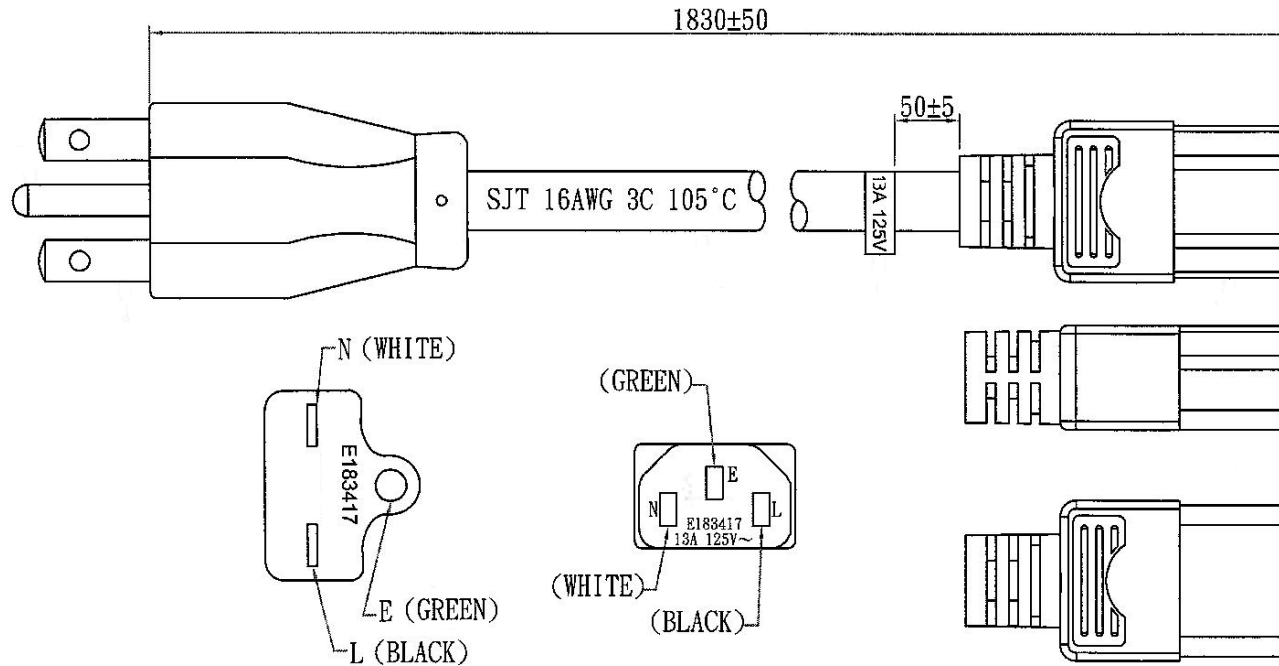 1830±50
50±5
SJT 16AWG 3C 105°C
13A 125V
N (WHITE)
(GREEN)
E183417
E
N
L
E183417
13A 125V~
(WHITE)
(BLACK)
E (GREEN)
L (BLACK)